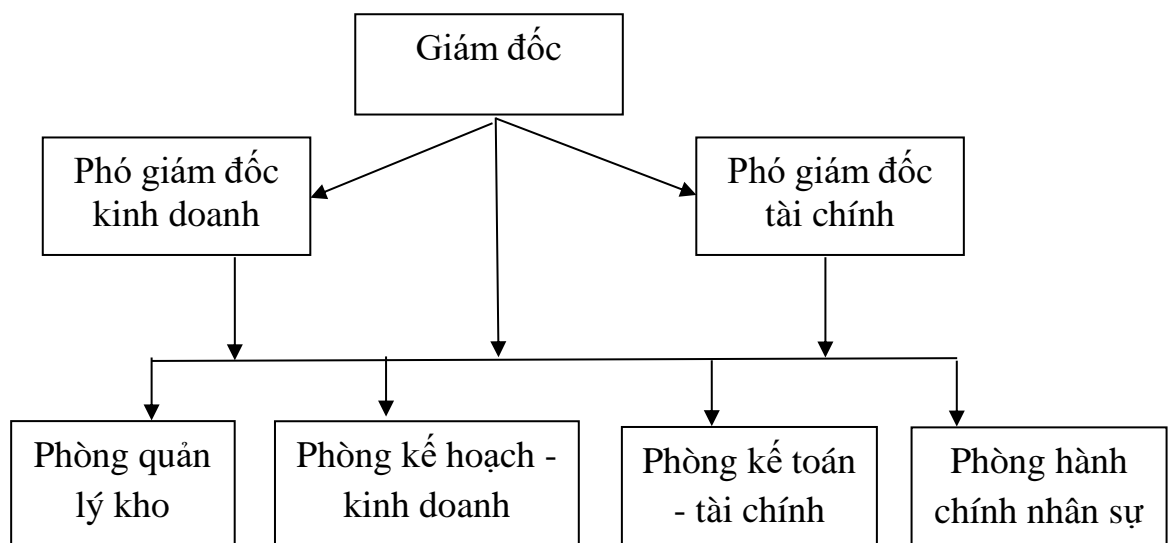 Giám đốc
Phó giám đốc
kinh doanh
Phó giám đốc
tài chính
Phòng quản
lý kho
Phòng kế hoạch -
kinh doanh
Phòng kế toán
- tài chính
Phòng hành
chính nhân sự